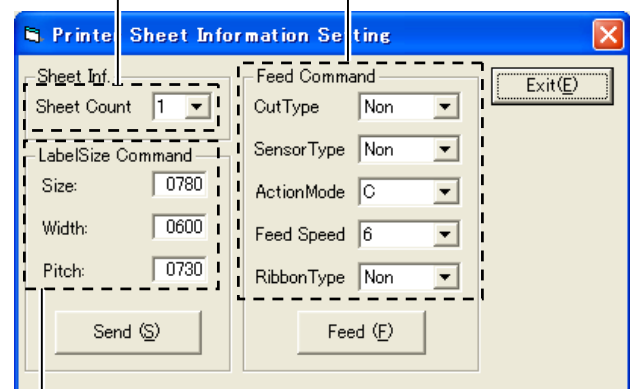 Printer Sheet Information Setting
Sheet Inf.
Sheet Count 1
LabelSize Command
Size: 0780
Width: 0600
Pitch: 0730
Send (S)
Feed Command
CutType Non
SensorType Non
ActionMode C
Feed Speed 6
RibbonType Non
Feed (F)
Exit(E)